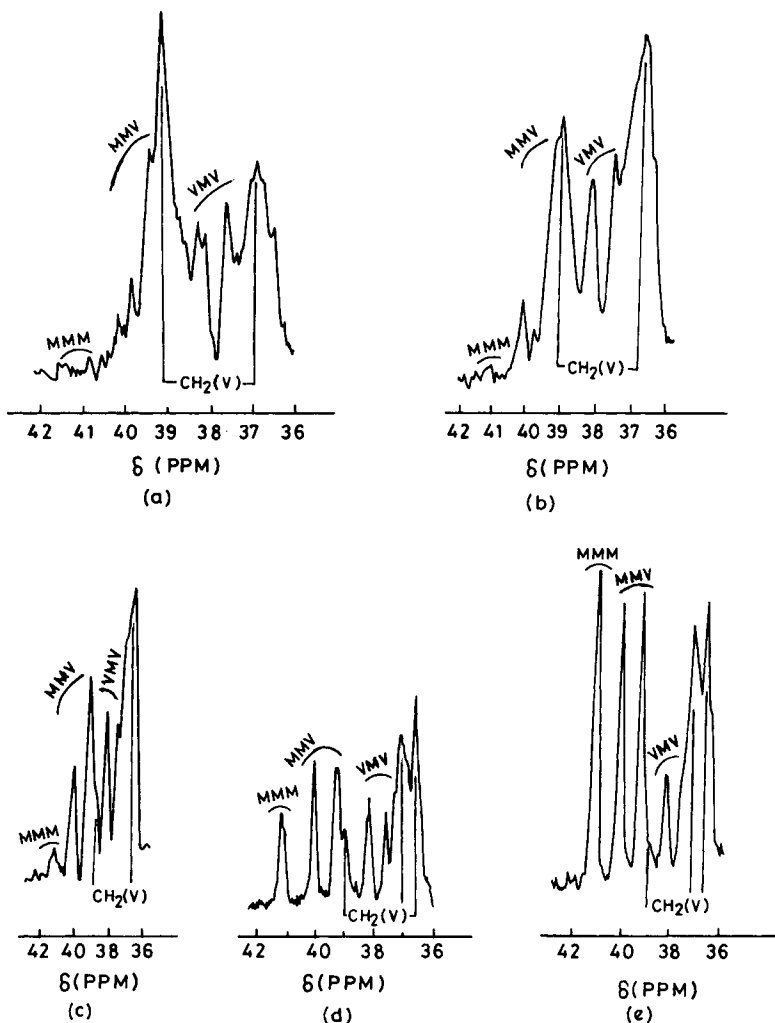 MMV
VMV
MMM
CH₂(V)
42 41 40 39 38 37 36
δ (PPM)
(a)
MMV
VMV
MMM
CH₂(V)
42 41 40 39 38 37 36
δ(PPM)
(b)
MMV
VMV
MMM
CH₂(V)
42 40 38 36
δ(PPM)
(c)
MMV
VMV
MMM
CH₂(V)
42 40 38 36
δ(PPM)
(d)
MMM
MMV
VMV
CH₂(V)
42 40 38 36
δ(PPM)
(e)